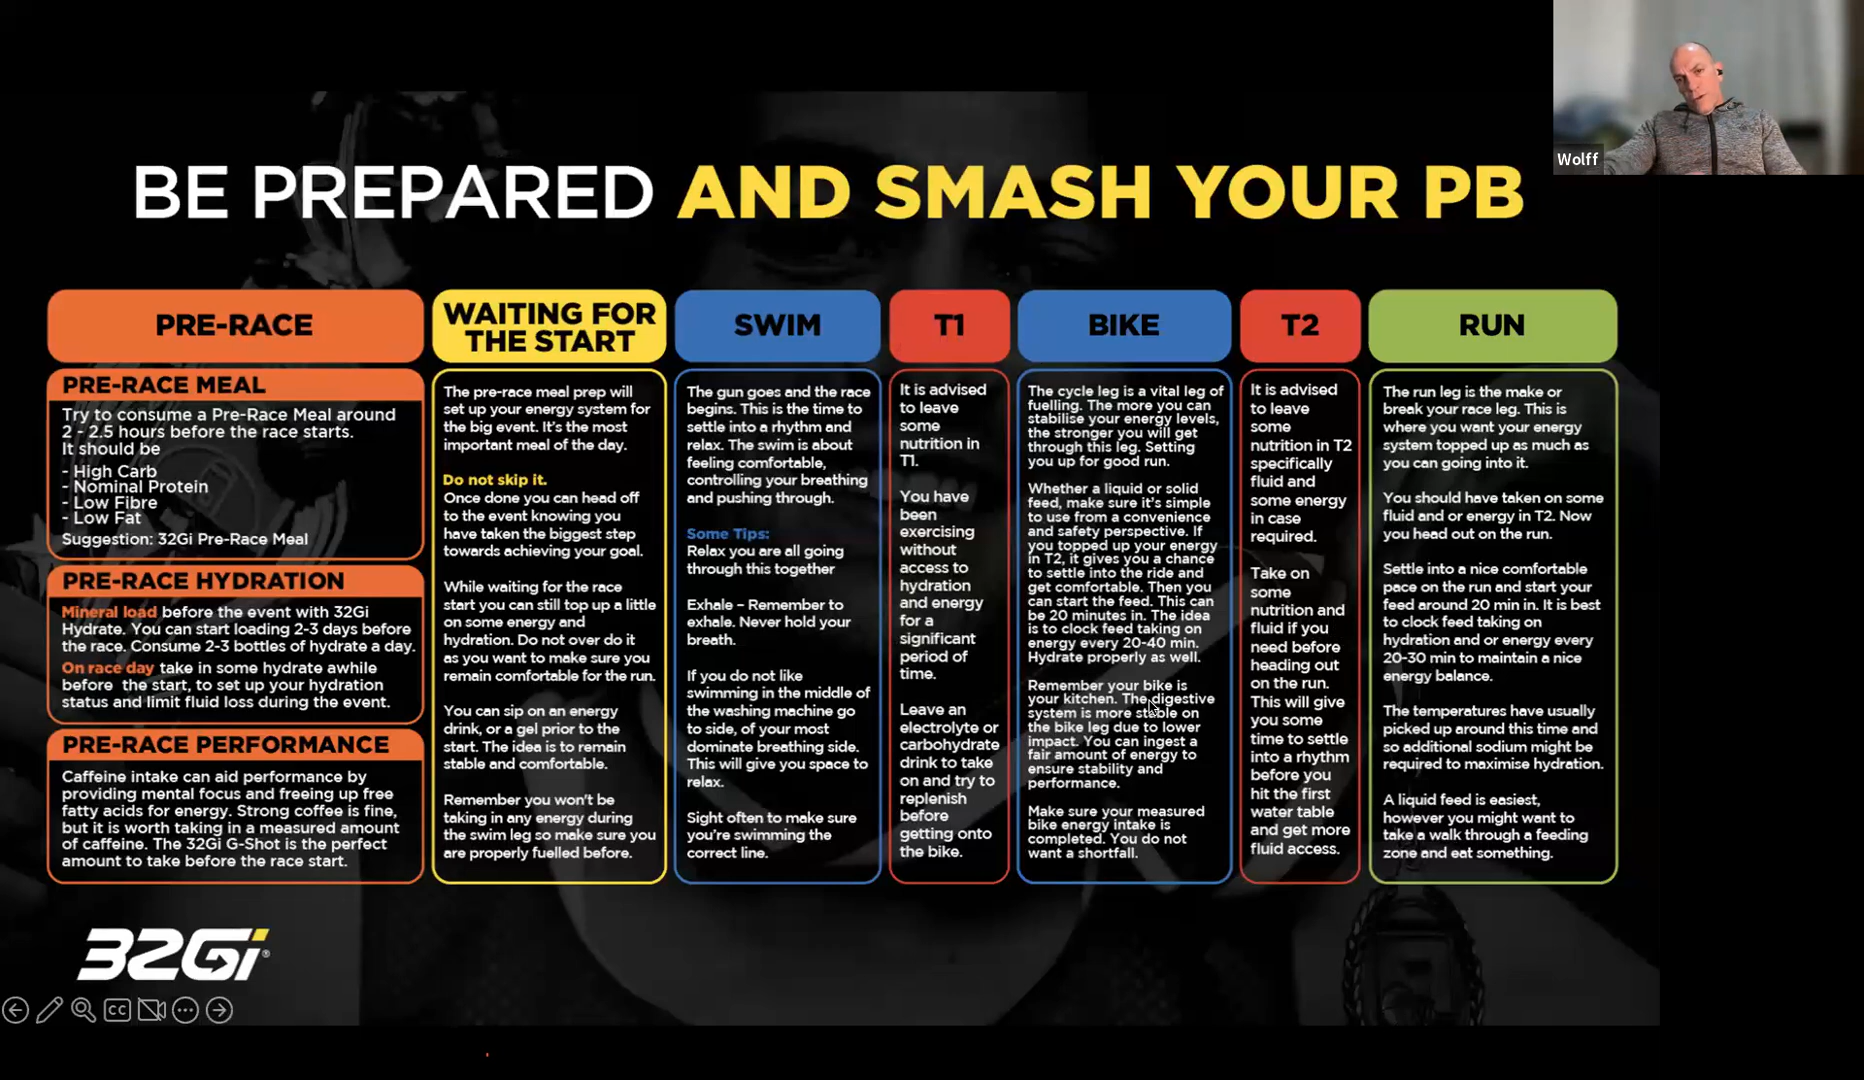 Wolff
BE PREPARED AND SMASH YOUR PB
PRE-RACE
PRE-RACE MEAL
Try to consume a Pre-Race Meal around
2 - 2.5 hours before the race starts.
It should be
- High Carb
- Nominal Protein
- Low Fibre
- Low Fat
Suggestion: 32Gi Pre-Race Meal
PRE-RACE HYDRATION
Mineral load before the event with 32Gi
Hydrate. You can start loading 2-3 days before
the race. Consume 2-3 bottles of hydrate a day.
On race day take in some hydrate awhile
before the start, to set up your hydration
status and limit fluid loss during the event.
PRE-RACE PERFORMANCE
Caffeine intake can aid performance by
providing mental focus and freeing up free
fatty acids for energy. Strong coffee is fine,
but it is worth taking in a measured amount
of caffeine. The 32Gi G-Shot is the perfect
amount to take before the race start.
WAITING FOR
THE START
The pre-race meal prep will
set up your energy system for
the big event. It's the most
important meal of the day.
Do not skip it.
Once done you can head off
to the event knowing you
have taken the biggest step
towards achieving your goal.
While waiting for the race
start you can still top up a little
on some energy and
hydration. Do not over do it
as you want to make sure you
remain comfortable for the run.
You can sip on an energy
drink, or a gel prior to the
start. The idea is to remain
stable and comfortable.
Remember you won't be
taking in any energy during
the swim leg so make sure you
are properly fuelled before.
SWIM
The gun goes and the race
begins. This is the time to
settle into a rhythm and
relax. The swim is about
feeling comfortable,
controlling your breathing
and pushing through.
Some Tips:
Relax you are all going
through this together
Exhale – Remember to
exhale. Never hold your
breath.
If you do not like
swimming in the middle of
the washing machine go
to side, of your most
dominate breathing side.
This will give you space to
relax.
Sight often to make sure
you're swimming the
correct line.
T1
It is advised
to leave
some
nutrition in
T1.
You have
been
exercising
without
access to
hydration
and energy
for a
significant
period of
time.
Leave an
electrolyte or
carbohydrate
drink to take
on and try to
replenish
before
getting onto
the bike.
BIKE
The cycle leg is a vital leg of
fuelling. The more you can
stabilise your energy levels,
the stronger you will get
through this leg. Setting
you up for good run.
Whether a liquid or solid
feed, make sure it's simple
to use from a convenience
and safety perspective. If
you topped up your energy
in T2, it gives you a chance
to settle into the ride and
get comfortable. Then you
can start the feed. This can
be 20 minutes in. The idea
is to clock feed taking on
energy every 20-40 min.
Hydrate properly as well.
Remember your bike is
your kitchen. The digestive
system is more stable on
the bike leg due to lower
impact. You can ingest a
fair amount of energy to
ensure stability and
performance.
Make sure your measured
bike energy intake is
completed. You do not
want a shortfall.
T2
It is advised
to leave
some
nutrition in T2
specifically
fluid and
some energy
in case
required.
Take on
some
nutrition and
fluid if you
need before
heading out
on the run.
This will give
you some
time to settle
into a rhythm
before you
hit the first
water table
and get more
fluid access.
RUN
The run leg is the make or
break your race leg. This is
where you want your energy
system topped up as much as
you can going into it.
You should have taken on some
fluid and or energy in T2. Now
you head out on the run.
Settle into a nice comfortable
pace on the run and start your
feed around 20 min in. It is best
to clock feed taking on
hydration and or energy every
20-30 min to maintain a nice
energy balance.
The temperatures have usually
picked up around this time and
so additional sodium might be
required to maximise hydration.
A liquid feed is easiest,
however you might want to
take a walk through a feeding
zone and eat something.
32Gi®
CC